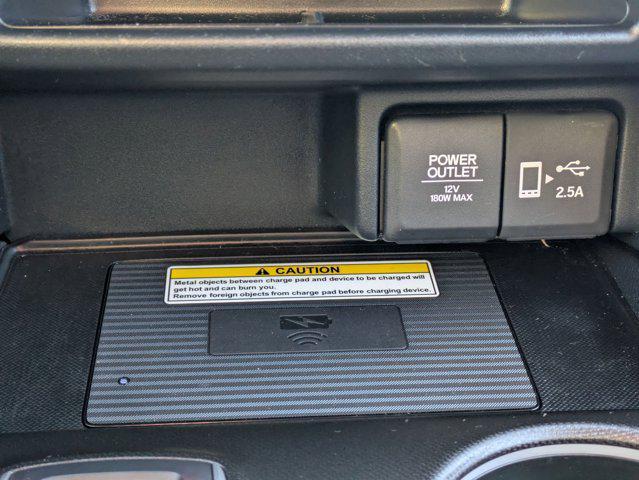 POWER
OUTLET
12V
180W MAX
2.5A
CAUTION
Metal objects between charge pad and device to be charged will
get hot and can burn you.
Remove foreign objects from charge pad before charging device.